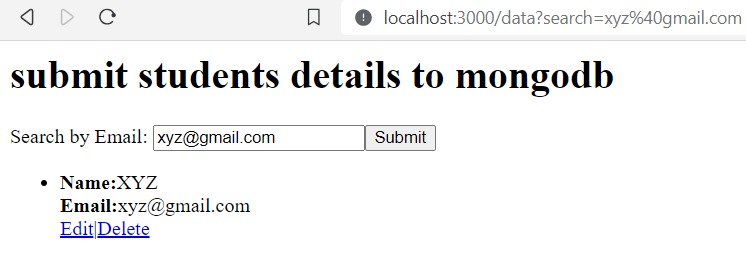 localhost:3000/data?search=xyz%40gmail.com
submit students details to mongodb
Search by Email: xyz@gmail.com Submit
Name:XYZ
Email:xyz@gmail.com
Edit|Delete